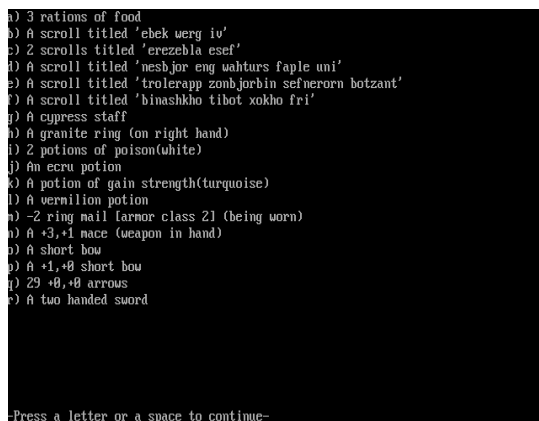 a) 3 rations of food
b) A scroll titled 'ebek werg iv'
c) 2 scrolls titled 'erezebla esef'
d) A scroll titled 'nesbjor eng wahturs faple uni'
e) A scroll titled 'trolerapp zonbjorbin sefnerorn botzant'
f) A scroll titled 'binashkho tibot xokho fri'
g) A cypress staff
h) A granite ring (on right hand)
i) 2 potions of poison(white)
j) An ecru potion
k) A potion of gain strength(turquoise)
l) A vermilion potion
m) -2 ring mail [armor class 2] (being worn)
n) A +3,+1 mace (weapon in hand)
o) A short bow
p) A +1,+0 short bow
q) 29 +0,+0 arrows
r) A two handed sword
-Press a letter or a space to continue-